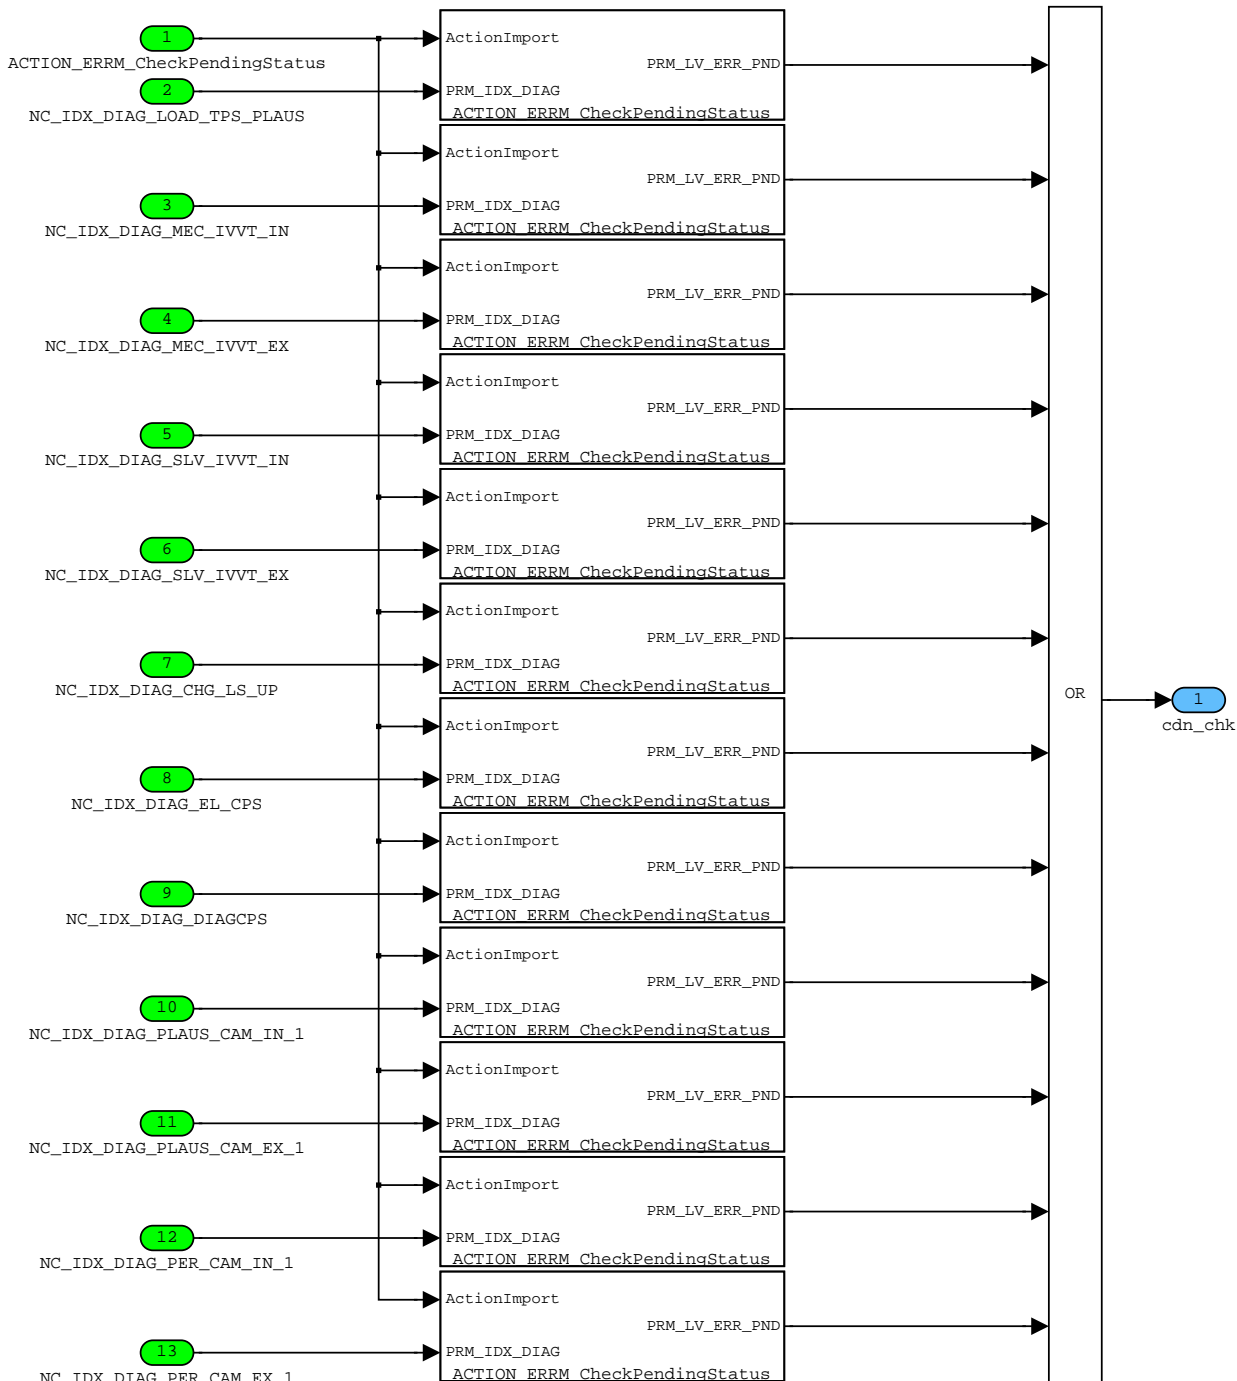 1
ActionImport
ACTION_ERRM_CheckPendingStatus
PRM_LV_ERR_PND
2
PRM_IDX_DIAG
NC_IDX_DIAG_LOAD_TPS_PLAUS
ACTION_ERRM_CheckPendingStatus
ActionImport
PRM_LV_ERR_PND
3
PRM_IDX_DIAG
NC_IDX_DIAG_MEC_IVVT_IN
ACTION_ERRM_CheckPendingStatus
ActionImport
PRM_LV_ERR_PND
4
PRM_IDX_DIAG
NC_IDX_DIAG_MEC_IVVT_EX
ACTION_ERRM_CheckPendingStatus
ActionImport
PRM_LV_ERR_PND
5
PRM_IDX_DIAG
NC_IDX_DIAG_SLV_IVVT_IN
ACTION_ERRM_CheckPendingStatus
ActionImport
PRM_LV_ERR_PND
6
PRM_IDX_DIAG
NC_IDX_DIAG_SLV_IVVT_EX
ACTION_ERRM_CheckPendingStatus
ActionImport
PRM_LV_ERR_PND
7
PRM_IDX_DIAG
NC_IDX_DIAG_CHG_LS_UP
ACTION_ERRM_CheckPendingStatus
OR
1
cdn_chk
ActionImport
PRM_LV_ERR_PND
8
PRM_IDX_DIAG
NC_IDX_DIAG_EL_CPS
ACTION_ERRM_CheckPendingStatus
ActionImport
PRM_LV_ERR_PND
9
PRM_IDX_DIAG
NC_IDX_DIAG_DIAGCPS
ACTION_ERRM_CheckPendingStatus
ActionImport
PRM_LV_ERR_PND
10
PRM_IDX_DIAG
NC_IDX_DIAG_PLAUS_CAM_IN_1
ACTION_ERRM_CheckPendingStatus
ActionImport
PRM_LV_ERR_PND
11
PRM_IDX_DIAG
NC_IDX_DIAG_PLAUS_CAM_EX_1
ACTION_ERRM_CheckPendingStatus
ActionImport
PRM_LV_ERR_PND
12
PRM_IDX_DIAG
NC_IDX_DIAG_PER_CAM_IN_1
ACTION_ERRM_CheckPendingStatus
ActionImport
PRM_LV_ERR_PND
13
PRM_IDX_DIAG
NC_IDX_DIAG_PER_CAM_EX_1
ACTION_ERRM_CheckPendingStatus